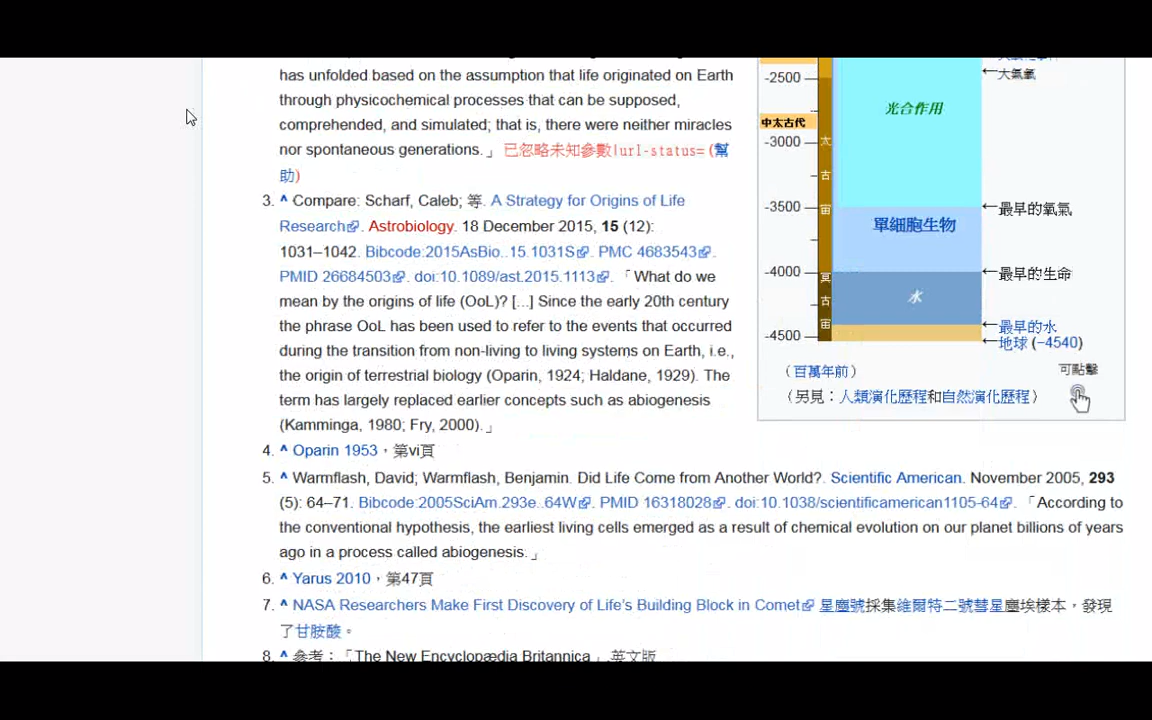 has unfolded based on the assumption that life originated on Earth
through physicochemical processes that can be supposed,
comprehended, and simulated; that is, there were neither miracles
nor spontaneous generations.」 已忽略未知參數|url-status= (幫
助)
3. ^ Compare: Scharf, Caleb; 等. A Strategy for Origins of Life
Research. Astrobiology. 18 December 2015, 15 (12):
1031–1042. Bibcode:2015AsBio..15.1031S. PMC 4683543.
PMID 26684503. doi:10.1089/ast.2015.1113. 「What do we
mean by the origins of life (OoL)? [...] Since the early 20th century
the phrase OoL has been used to refer to the events that occurred
during the transition from non-living to living systems on Earth, i.e.,
the origin of terrestrial biology (Oparin, 1924; Haldane, 1929). The
term has largely replaced earlier concepts such as abiogenesis
(Kamminga, 1980; Fry, 2000).」
4. ^ Oparin 1953，第vi頁
5. ^ Warmflash, David; Warmflash, Benjamin. Did Life Come from Another World?. Scientific American. November 2005, 293
(5): 64–71. Bibcode:2005SciAm.293e..64W. PMID 16318028. doi:10.1038/scientificamerican1105-64. 「According to
the conventional hypothesis, the earliest living cells emerged as a result of chemical evolution on our planet billions of years
ago in a process called abiogenesis.」
6. ^ Yarus 2010，第47頁
7. ^ NASA Researchers Make First Discovery of Life's Building Block in Comet 星塵號採集維爾特二號彗星塵埃樣本，發現
了甘胺酸。
8. ^ 參考：「The New Encyclopædia Britannica」, 英文版
-2500
←大氣氧
光合作用
中太古代
-3000
太
古
宙
-3500
←最早的氧氣
單細胞生物
-4000
←最早的生命
冥
古
宙
水
←最早的水
-4500
←地球 (−4540)
（百萬年前）
可點擊
（另見：人類演化歷程和自然演化歷程）